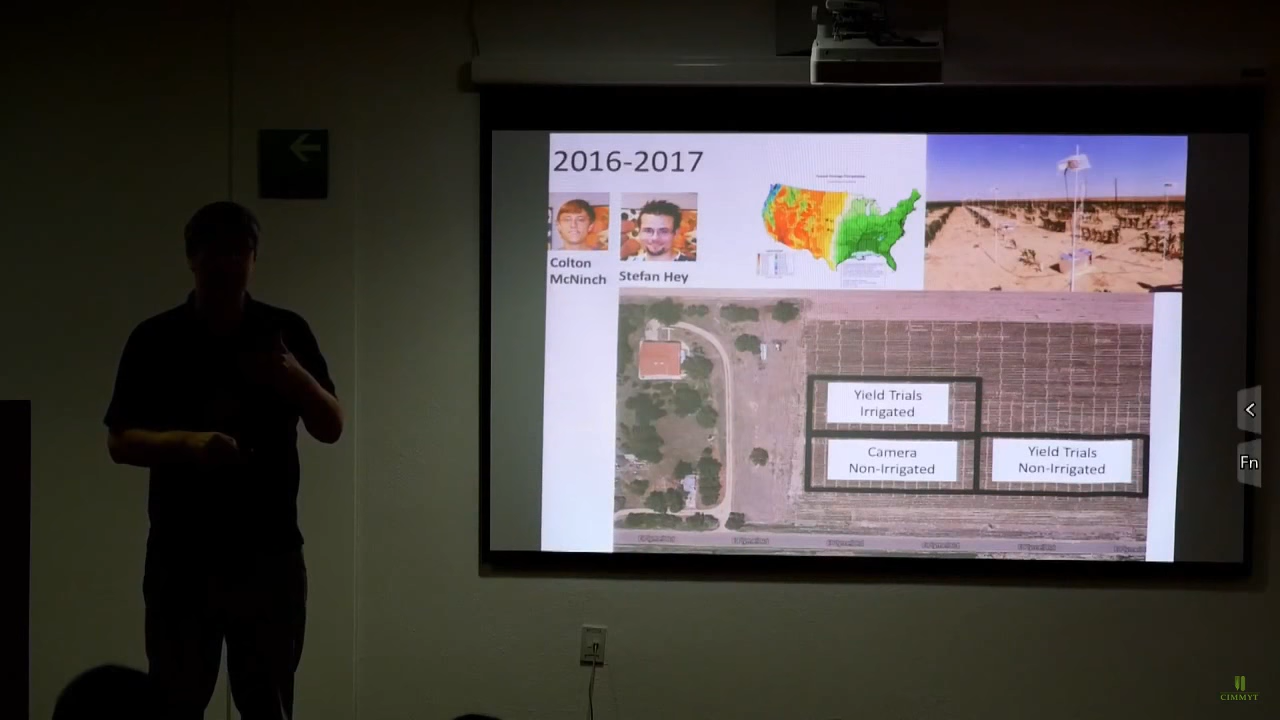 2016-2017
Colton
McNinch
Stefan Hey
Yield Trials
Irrigated
Camera
Non-Irrigated
Yield Trials
Non-Irrigated
Fn
CIMMYT